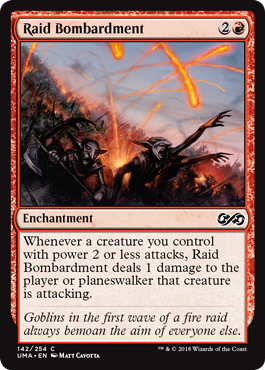 Raid Bombardment 2
Enchantment
Whenever a creature you control
with power 2 or less attacks, Raid
Bombardment deals 1 damage to the
player or planeswalker that creature
is attacking.
Goblins in the first wave of a fire raid
always bemoan the aim of everyone else.
142/254 C
UMA • EN MATT CAVOTTA
™ & © 2018 Wizards of the Coast